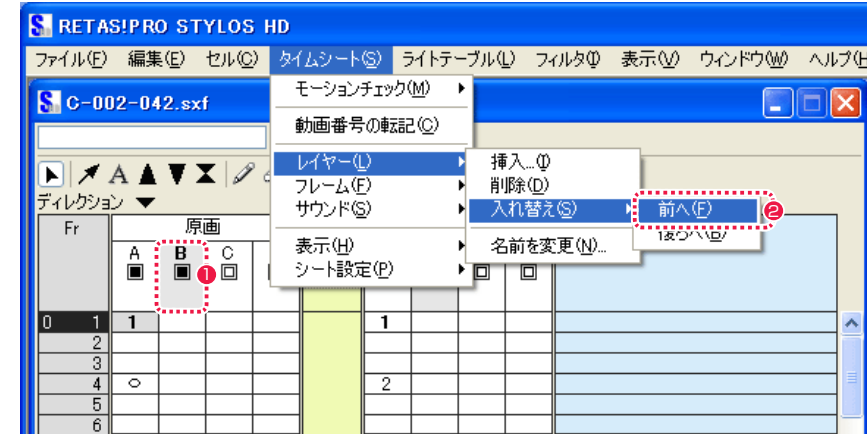 RETAS!PRO STYLOS HD
ファイル(F) 編集(E) セル(C) タイムシート(S) ライトテーブル(L) フィルタ(I) 表示(V) ウィンドウ(W) ヘルプ(H
C-002-042.sxf
モーションチェック(M)
動画番号の転記(C)
レイヤー(L)
フレーム(F)
サウンド(S)
表示(H)
シート設定(P)
挿入...(I)
削除(D)
入れ替え(S)
名前を変更(N)...
前へ(F)
後ろへ(B)
2
ディレクション
Fr 原画
A B C
1
0 1 1 1
2
3
4 ○ 2
5
6